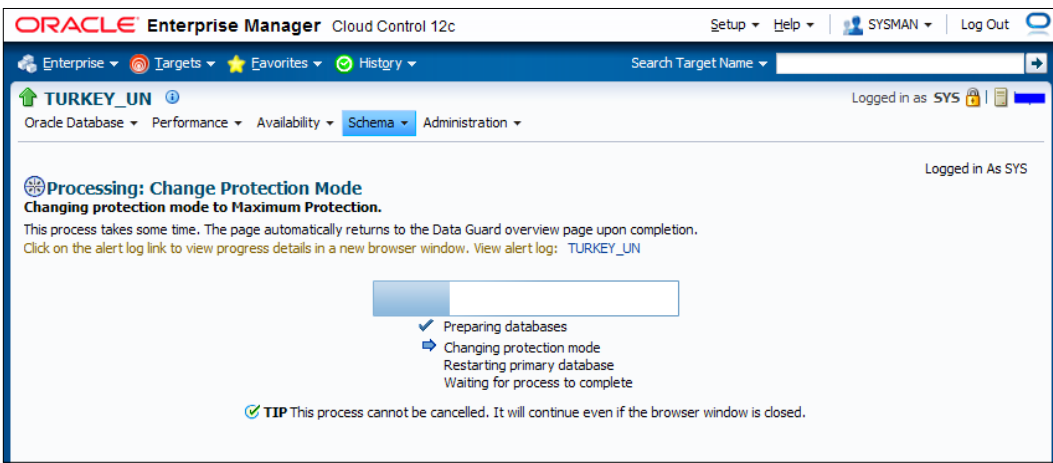 ORACLE Enterprise Manager Cloud Control 12c Setup Help SYSMAN Log Out
Enterprise Targets Favorites History Search Target Name
TURKEY_UN Logged in as SYS
Oracle Database Performance Availability Schema Administration
Logged in As SYS
Processing: Change Protection Mode
Changing protection mode to Maximum Protection.
This process takes some time. The page automatically returns to the Data Guard overview page upon completion.
Click on the alert log link to view progress details in a new browser window. View alert log: TURKEY_UN
Preparing databases
Changing protection mode
Restarting primary database
Waiting for process to complete
TIP This process cannot be cancelled. It will continue even if the browser window is closed.